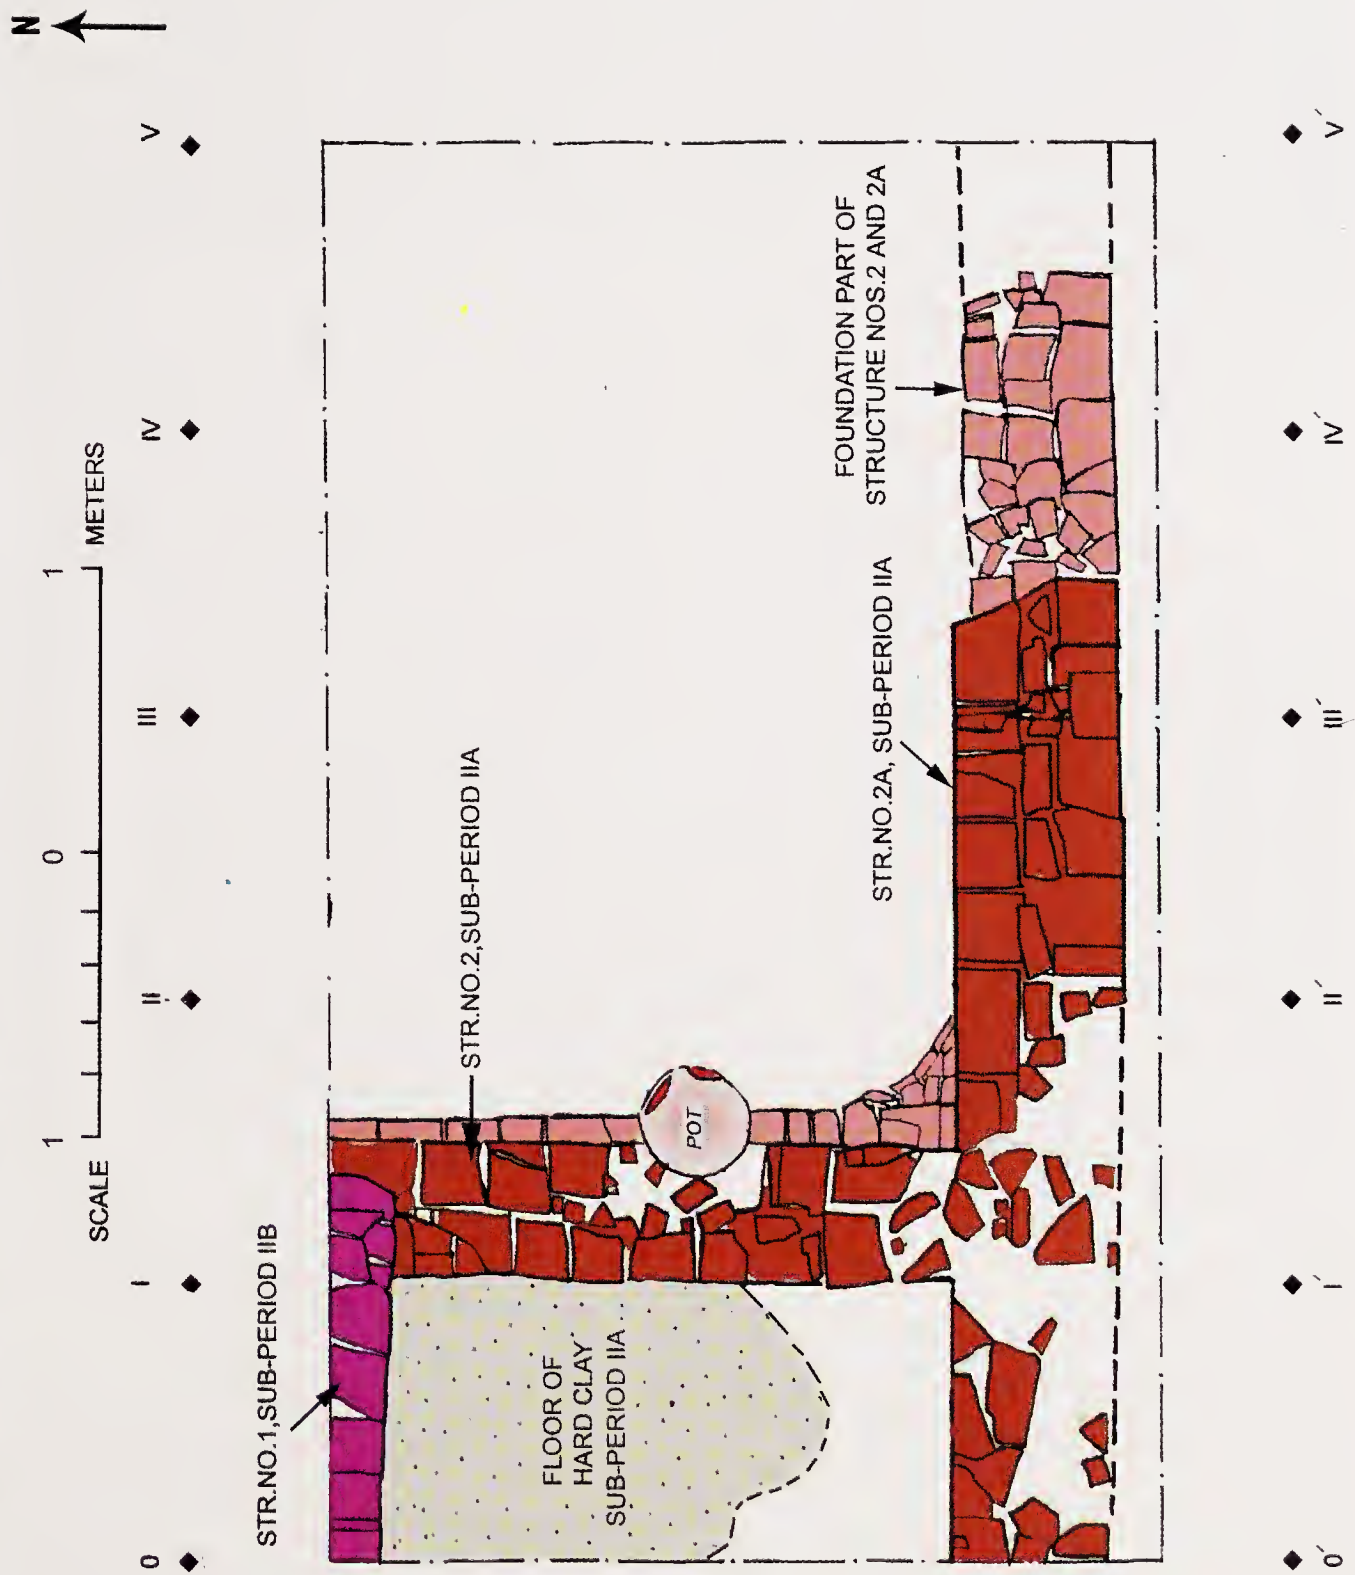 N
SCALE
1 0 1
METERS
0 I II III IV V
STR.NO.1,SUB-PERIOD IIB
STR.NO.2,SUB-PERIOD IIA
FLOOR OF
HARD CLAY
SUB-PERIOD IIA
POT
STR.NO.2A, SUB-PERIOD IIA
FOUNDATION PART OF
STRUCTURE NOS.2 AND 2A
0´ I´ II´ III´ IV´ V´